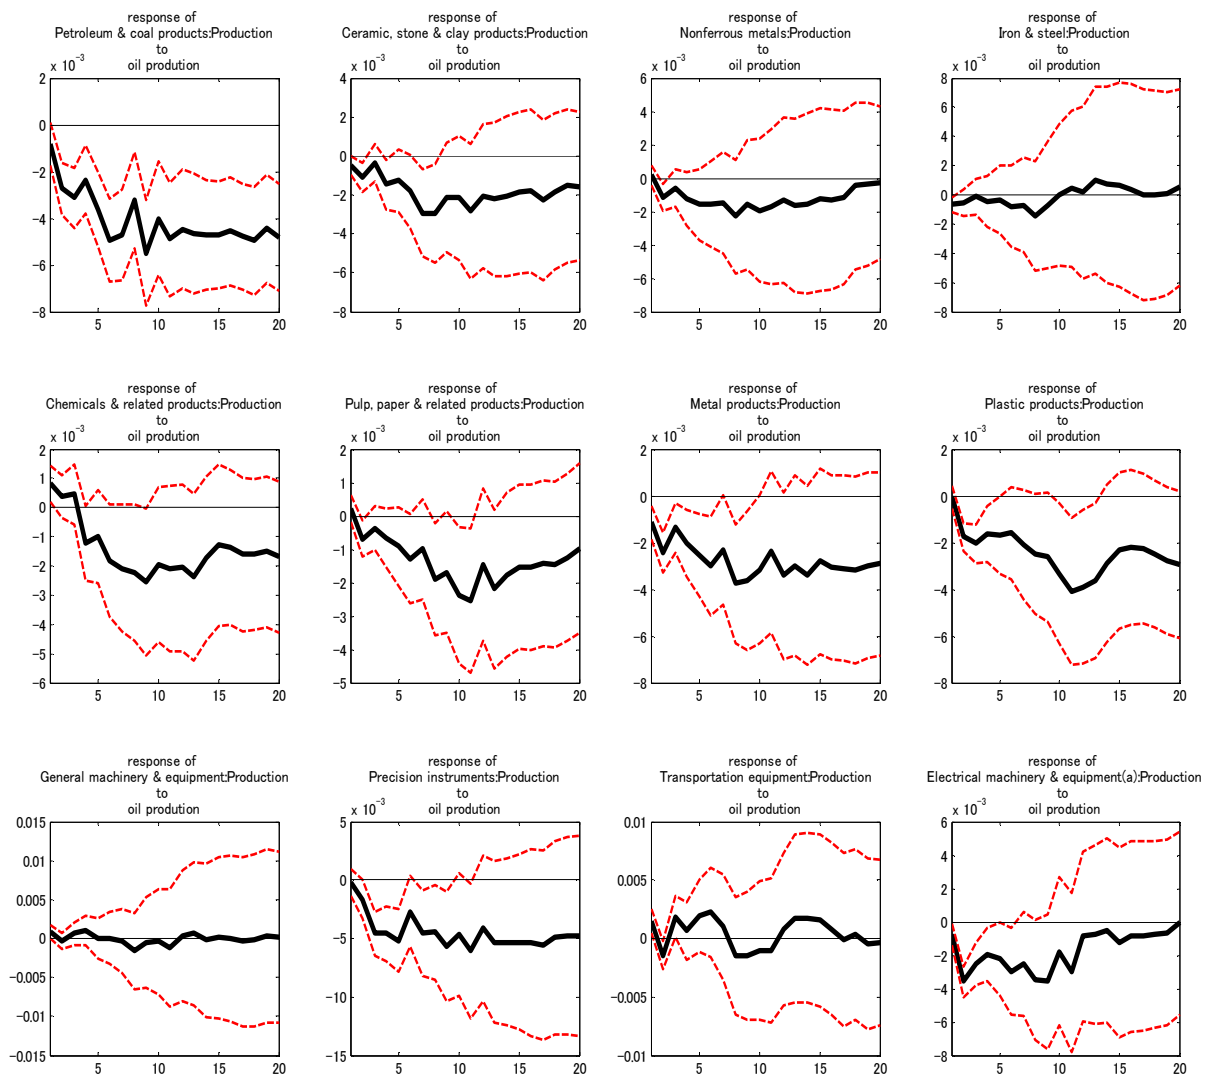 response of
Petroleum & coal products:Production
to
oil prodution
x 10^-3
2
0
-2
-4
-6
-8
5 10 15 20
response of
Ceramic, stone & clay products:Production
to
oil prodution
x 10^-3
4
2
0
-2
-4
-6
-8
5 10 15 20
response of
Nonferrous metals:Production
to
oil prodution
x 10^-3
6
4
2
0
-2
-4
-6
-8
5 10 15 20
response of
Iron & steel:Production
to
oil prodution
x 10^-3
8
6
4
2
0
-2
-4
-6
-8
5 10 15 20
response of
Chemicals & related products:Production
to
oil prodution
x 10^-3
2
1
0
-1
-2
-3
-4
-5
-6
5 10 15 20
response of
Pulp, paper & related products:Production
to
oil prodution
x 10^-3
2
1
0
-1
-2
-3
-4
-5
5 10 15 20
response of
Metal products:Production
to
oil prodution
x 10^-3
2
0
-2
-4
-6
-8
5 10 15 20
response of
Plastic products:Production
to
oil prodution
x 10^-3
2
0
-2
-4
-6
-8
5 10 15 20
response of
General machinery & equipment:Production
to
oil prodution
0.015
0.01
0.005
0
-0.005
-0.01
-0.015
5 10 15 20
response of
Precision instruments:Production
to
oil prodution
x 10^-3
5
0
-5
-10
-15
5 10 15 20
response of
Transportation equipment:Production
to
oil prodution
0.01
0.005
0
-0.005
-0.01
5 10 15 20
response of
Electrical machinery & equipment(a):Production
to
oil prodution
x 10^-3
6
4
2
0
-2
-4
-6
-8
5 10 15 20